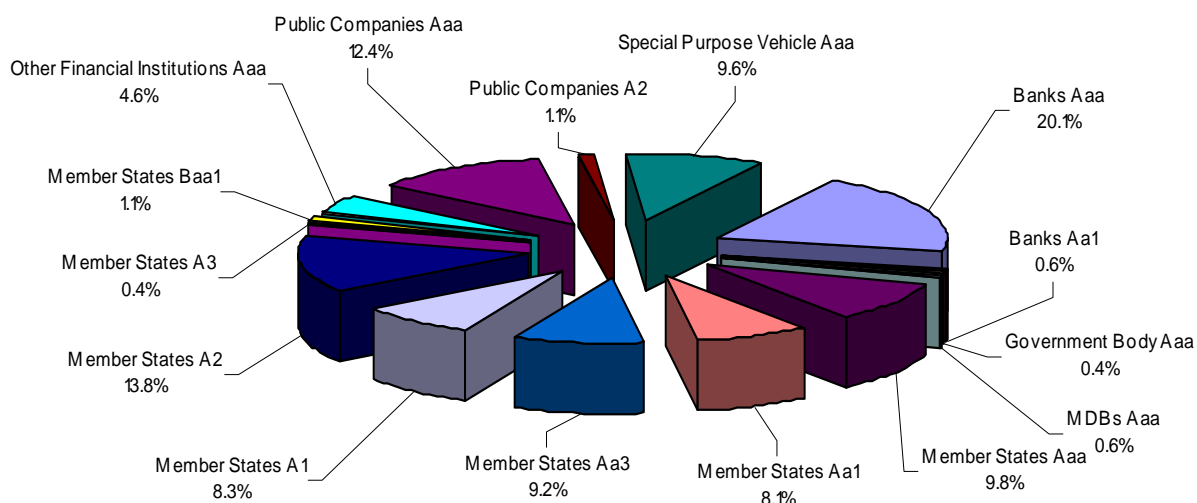 Public Companies Aaa
12.4%
Special Purpose Vehicle Aaa
9.6%
Other Financial Institutions Aaa
4.6%
Public Companies A2
1.1%
Banks Aaa
20.1%
Member States Baa1
1.1%
Banks Aa1
0.6%
Member States A3
0.4%
Government Body Aaa
0.4%
Member States A2
13.8%
MDBs Aaa
0.6%
Member States A1
8.3%
Member States Aa3
9.2%
Member States Aa1
8.1%
Member States Aaa
9.8%